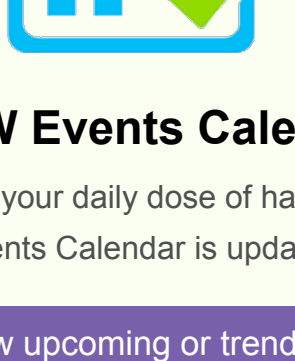 W Events Cale
your daily dose of ha
ents Calendar is upda
w upcoming or trend